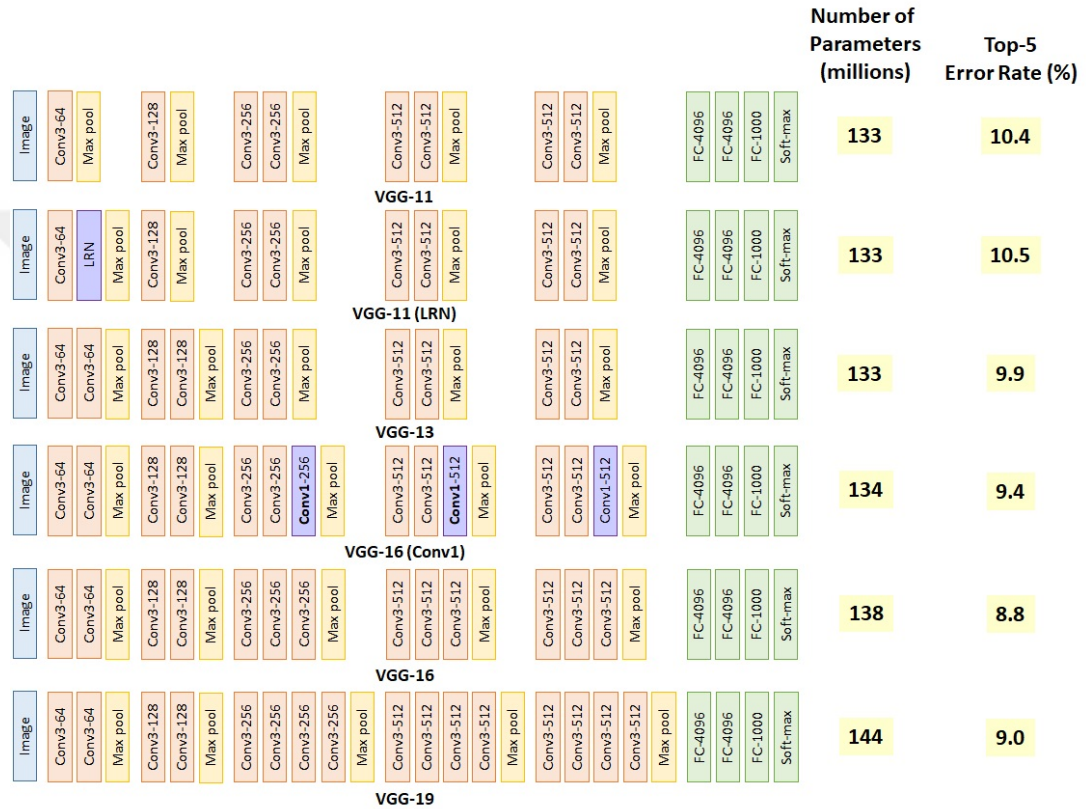 Number of
Parameters
(millions)
Top-5
Error Rate (%)
Image
Conv3-64
Max pool
Conv3-128
Max pool
Conv3-256
Conv3-256
Max pool
Conv3-512
Conv3-512
Max pool
Conv3-512
Conv3-512
Max pool
FC-4096
FC-4096
FC-1000
Soft-max
133
10.4
VGG-11
Image
Conv3-64
LRN
Max pool
Conv3-128
Max pool
Conv3-256
Conv3-256
Max pool
Conv3-512
Conv3-512
Max pool
Conv3-512
Conv3-512
Max pool
FC-4096
FC-4096
FC-1000
Soft-max
133
10.5
VGG-11 (LRN)
Image
Conv3-64
Conv3-64
Max pool
Conv3-128
Conv3-128
Max pool
Conv3-256
Conv3-256
Max pool
Conv3-512
Conv3-512
Max pool
Conv3-512
Conv3-512
Max pool
FC-4096
FC-4096
FC-1000
Soft-max
133
9.9
VGG-13
Image
Conv3-64
Conv3-64
Max pool
Conv3-128
Conv3-128
Max pool
Conv3-256
Conv3-256
Conv1-256
Max pool
Conv3-512
Conv3-512
Conv1-512
Max pool
Conv3-512
Conv3-512
Conv1-512
Max pool
FC-4096
FC-4096
FC-1000
Soft-max
134
9.4
VGG-16 (Conv1)
Image
Conv3-64
Conv3-64
Max pool
Conv3-128
Conv3-128
Max pool
Conv3-256
Conv3-256
Conv3-256
Max pool
Conv3-512
Conv3-512
Conv3-512
Max pool
Conv3-512
Conv3-512
Conv3-512
Max pool
FC-4096
FC-4096
FC-1000
Soft-max
138
8.8
VGG-16
Image
Conv3-64
Conv3-64
Max pool
Conv3-128
Conv3-128
Max pool
Conv3-256
Conv3-256
Conv3-256
Conv3-256
Max pool
Conv3-512
Conv3-512
Conv3-512
Conv3-512
Max pool
Conv3-512
Conv3-512
Conv3-512
Conv3-512
Max pool
FC-4096
FC-4096
FC-1000
Soft-max
144
9.0
VGG-19